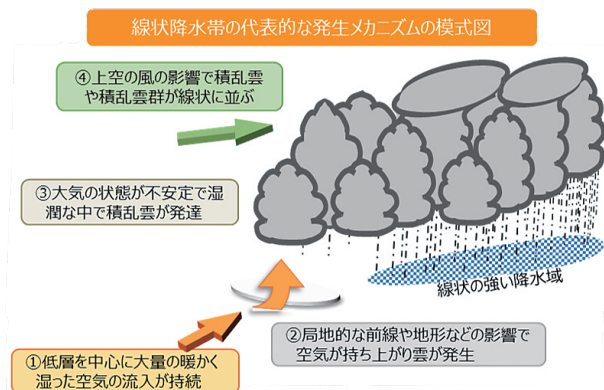 線状降水帯の代表的な発生メカニズムの模式図
④上空の風の影響で積乱雲
や積乱雲群が線状に並ぶ
③大気の状態が不安定で湿
潤な中で積乱雲が発達
線状の強い降水域
②局地的な前線や地形などの影響で
空気が持ち上がり雲が発生
①低層を中心に大量の暖かく
湿った空気の流入が持続